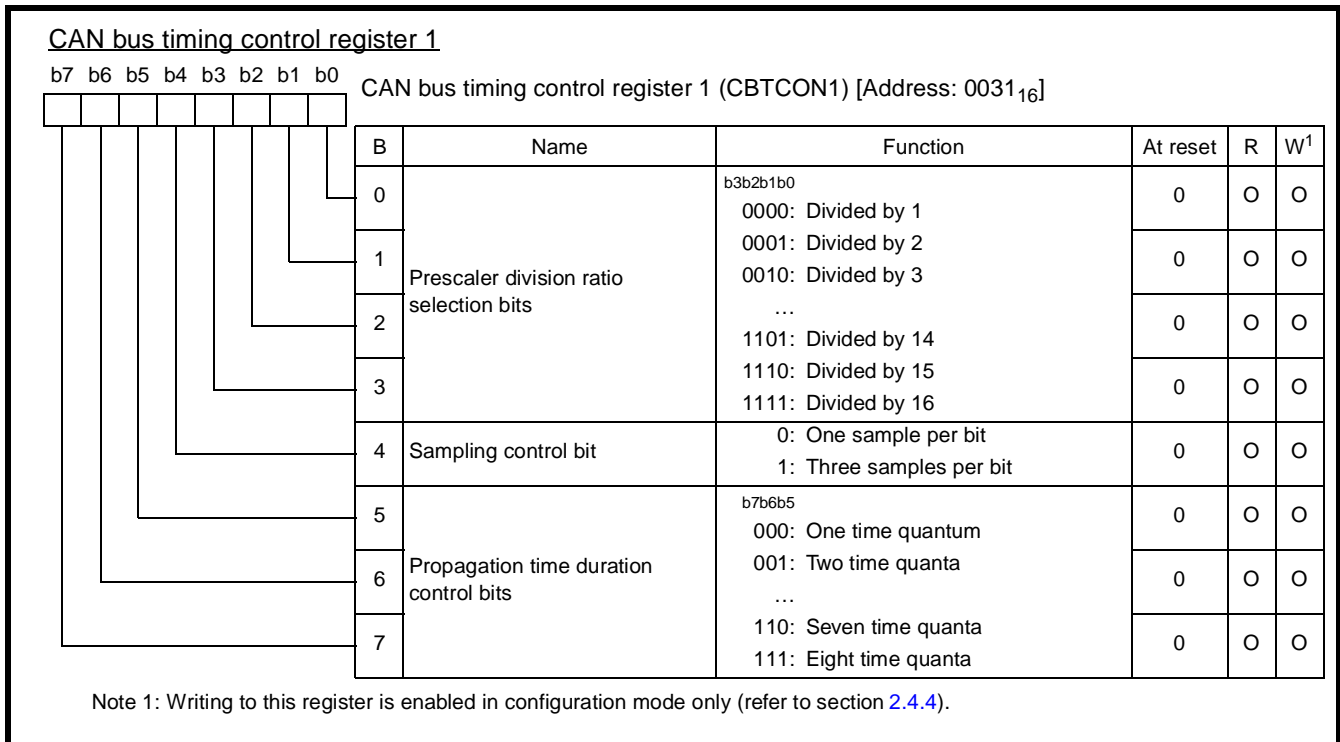 CAN bus timing control register 1
b7 b6 b5 b4 b3 b2 b1 b0
CAN bus timing control register 1 (CBTCON1) [Address: 0031₁₆]
B Name Function At reset R W¹
b3b2b1b0
0 0000: Divided by 1 0 O O
0001: Divided by 2
1 0010: Divided by 3 0 O O
Prescaler division ratio
selection bits
2 … 0 O O
1101: Divided by 14
1110: Divided by 15
3 1111: Divided by 16 0 O O
0: One sample per bit
4 Sampling control bit 0 O O
1: Three samples per bit
b7b6b5
5 000: One time quantum 0 O O
001: Two time quanta
Propagation time duration
control bits
6 … 0 O O
110: Seven time quanta
7 111: Eight time quanta 0 O O
Note 1: Writing to this register is enabled in configuration mode only (refer to section 2.4.4).